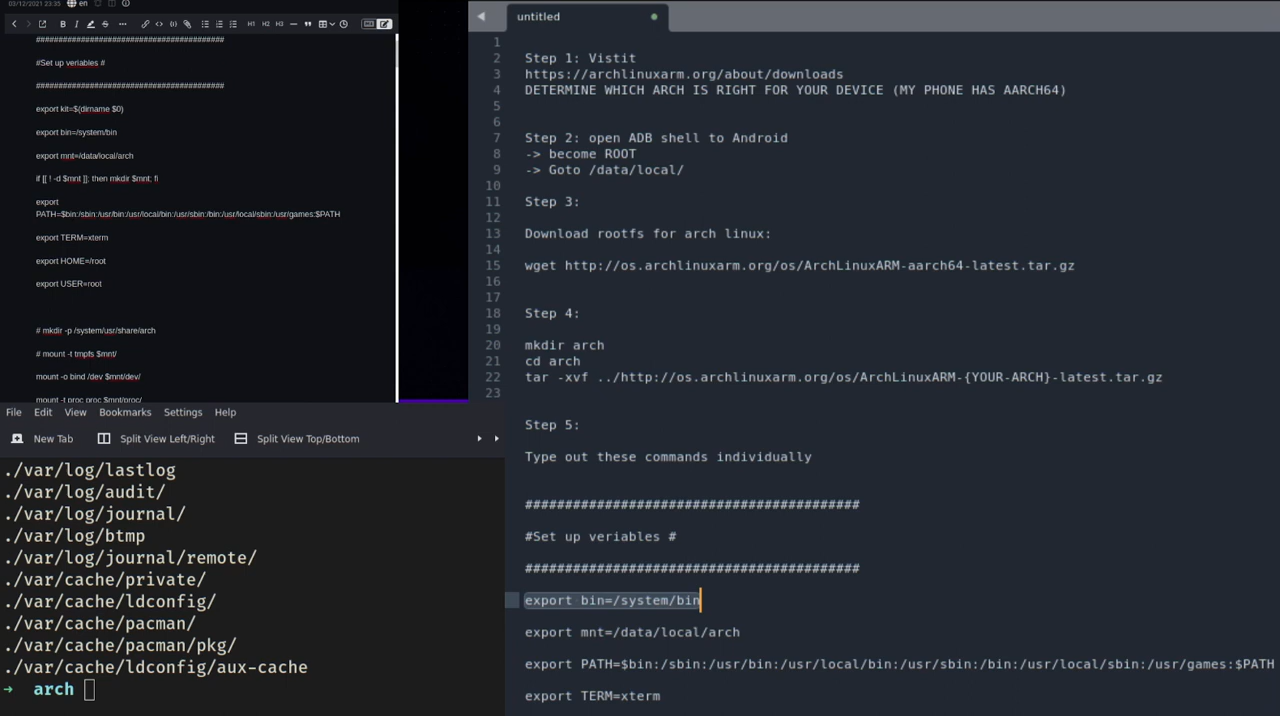 03/12/2021 23:35 en
B I S H1 H2 H3
##########################################
#Set up veriables #
##########################################
export kit=$(dirname $0)
export bin=/system/bin
export mnt=/data/local/arch
if [[ ! -d $mnt ]]; then mkdir $mnt; fi
export
PATH=$bin:/sbin:/usr/bin:/usr/local/bin:/usr/sbin:/bin:/usr/local/sbin:/usr/games:$PATH
export TERM=xterm
export HOME=/root
export USER=root
# mkdir -p /system/usr/share/arch
# mount -t tmpfs $mnt/
mount -o bind /dev $mnt/dev/
mount -t proc proc $mnt/proc/
File Edit View Bookmarks Settings Help
New Tab Split View Left/Right Split View Top/Bottom
./var/log/lastlog
./var/log/audit/
./var/log/journal/
./var/log/btmp
./var/log/journal/remote/
./var/cache/private/
./var/cache/ldconfig/
./var/cache/pacman/
./var/cache/pacman/pkg/
./var/cache/ldconfig/aux-cache
→ arch
untitled
1
2 Step 1: Vistit
3 https://archlinuxarm.org/about/downloads
4 DETERMINE WHICH ARCH IS RIGHT FOR YOUR DEVICE (MY PHONE HAS AARCH64)
5
6
7 Step 2: open ADB shell to Android
8 -> become ROOT
9 -> Goto /data/local/
10
11 Step 3:
12
13 Download rootfs for arch linux:
14
15 wget http://os.archlinuxarm.org/os/ArchLinuxARM-aarch64-latest.tar.gz
16
17
18 Step 4:
19
20 mkdir arch
21 cd arch
22 tar -xvf ../http://os.archlinuxarm.org/os/ArchLinuxARM-{YOUR-ARCH}-latest.tar.gz
23
Step 5:
Type out these commands individually
##########################################
#Set up veriables #
##########################################
export bin=/system/bin
export mnt=/data/local/arch
export PATH=$bin:/sbin:/usr/bin:/usr/local/bin:/usr/sbin:/bin:/usr/local/sbin:/usr/games:$PATH
export TERM=xterm